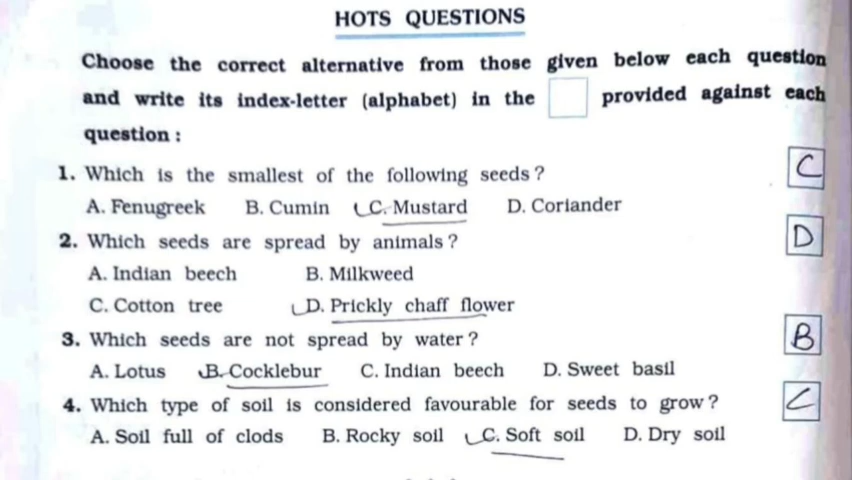 HOTS QUESTIONS
Choose the correct alternative from those given below each question
and write its index-letter (alphabet) in the provided against each
question :
1. Which is the smallest of the following seeds ? C
A. Fenugreek B. Cumin C. Mustard D. Coriander
2. Which seeds are spread by animals ? D
A. Indian beech B. Milkweed
C. Cotton tree D. Prickly chaff flower
3. Which seeds are not spread by water ? B
A. Lotus B. Cocklebur C. Indian beech D. Sweet basil
4. Which type of soil is considered favourable for seeds to grow ? C
A. Soil full of clods B. Rocky soil C. Soft soil D. Dry soil